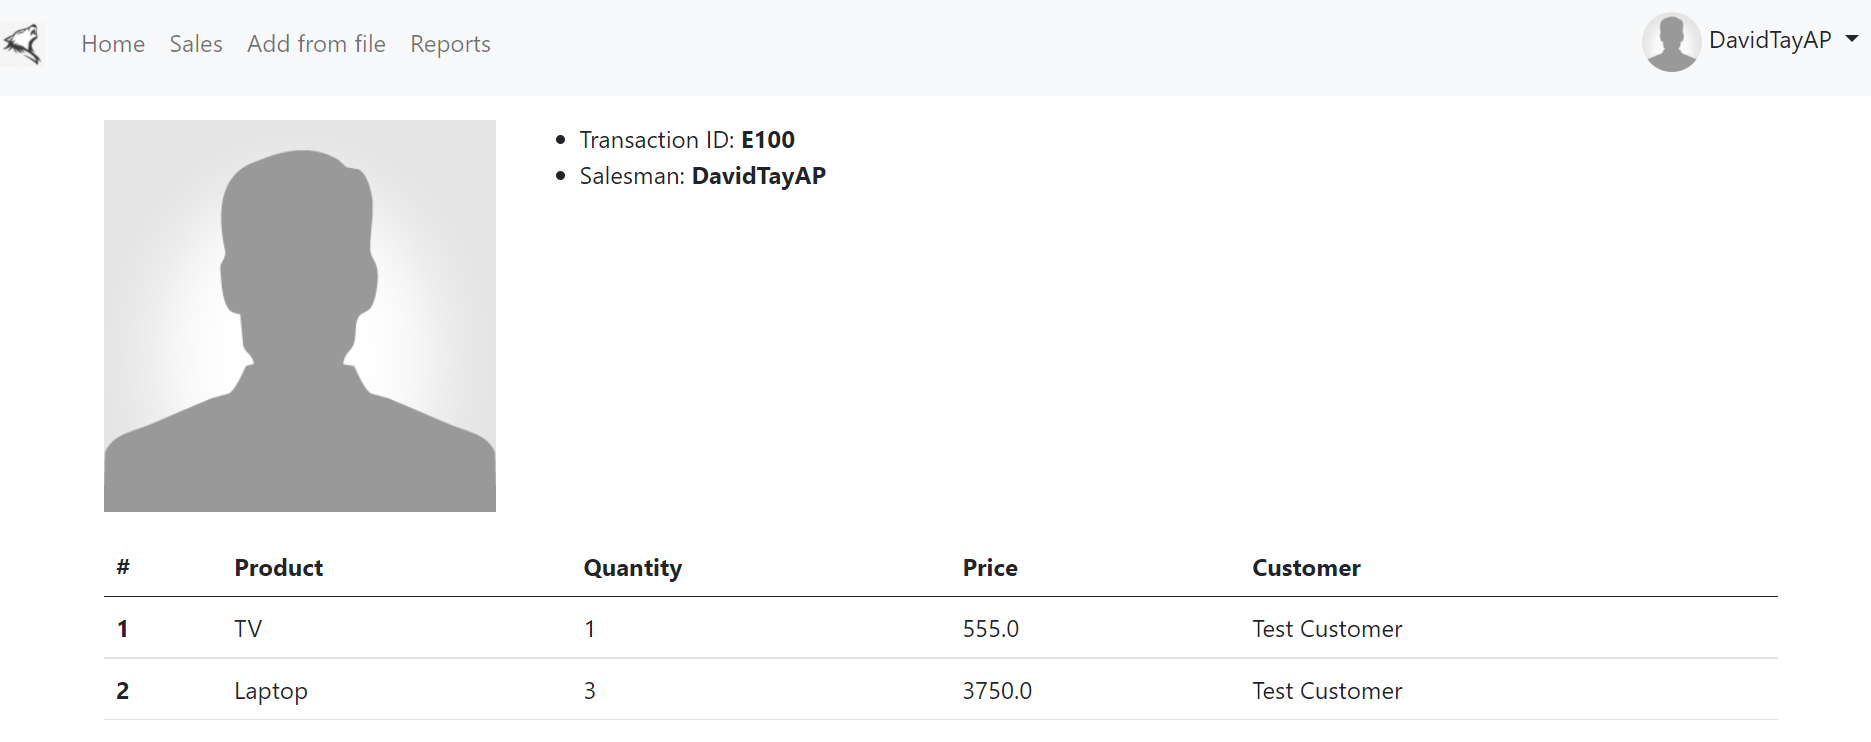 Home Sales Add from file Reports DavidTayAP
Transaction ID: E100
Salesman: DavidTayAP
# Product Quantity Price Customer
1 TV 1 555.0 Test Customer
2 Laptop 3 3750.0 Test Customer